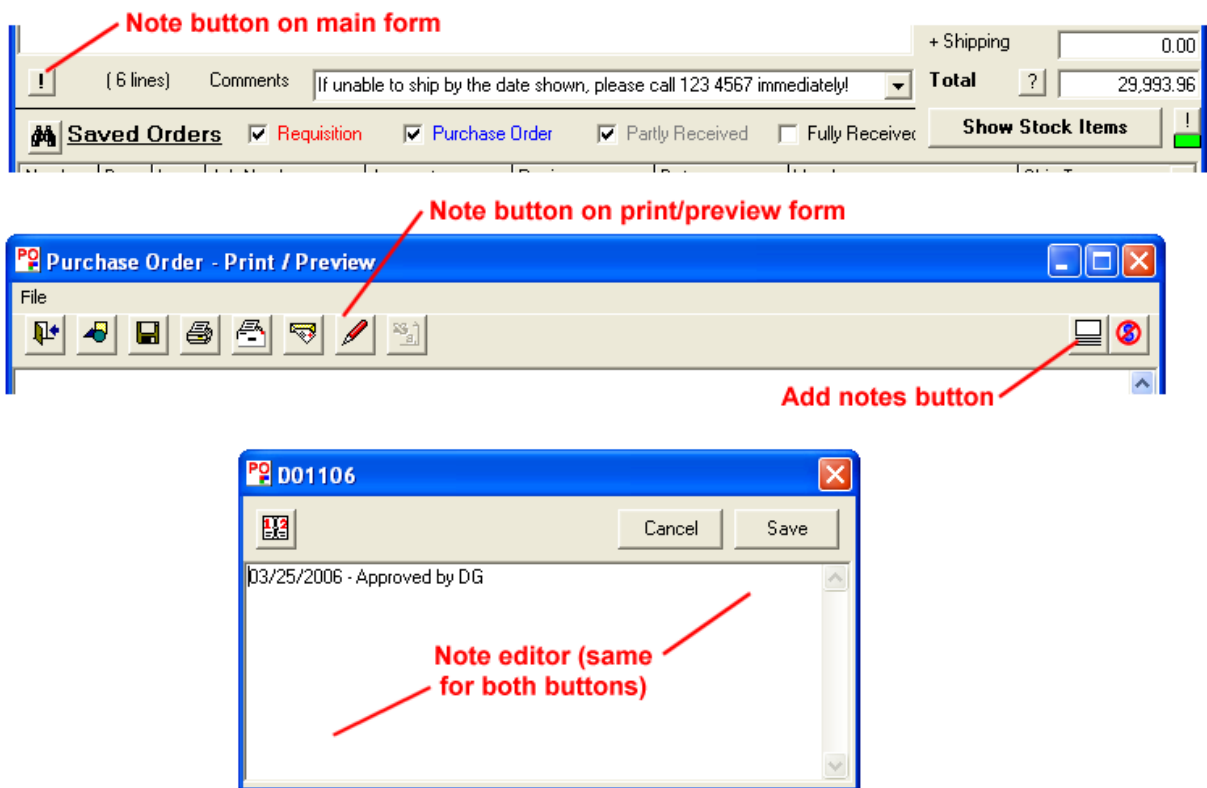 Note button on main form
+ Shipping 0.00
! ( 6 lines) Comments If unable to ship by the date shown, please call 123 4567 immediately! Total ? 29,993.96
Saved Orders Requisition Purchase Order Partly Received Fully Received Show Stock Items !
Note button on print/preview form
PO Purchase Order - Print / Preview
File
Add notes button
PO D01106
Cancel Save
03/25/2006 - Approved by DG
Note editor (same
for both buttons)